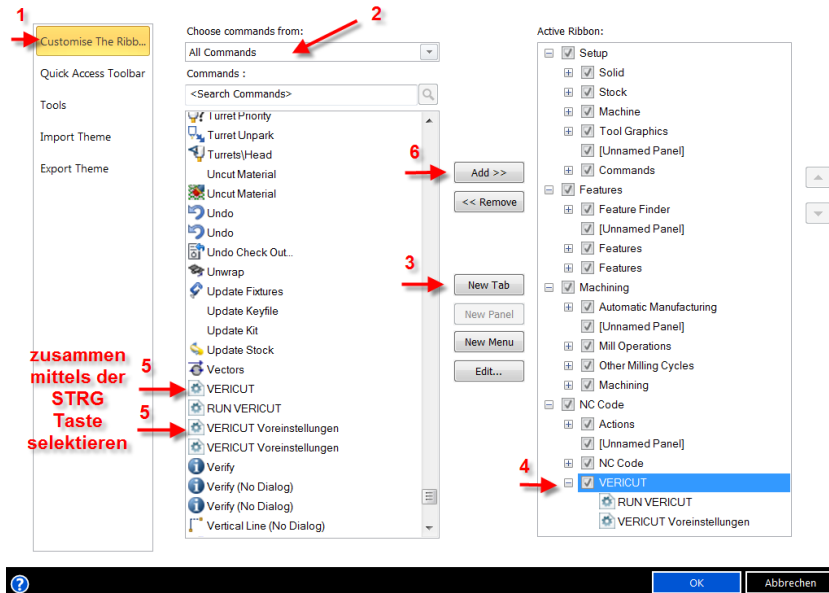 1
Customise The Ribb...
Quick Access Toolbar
Tools
Import Theme
Export Theme
Choose commands from:
2
All Commands
Commands :
<Search Commands>
Turret Priority
Turret Unpark
Turrets\Head
Uncut Material
Uncut Material
Undo
Undo
Undo Check Out...
Unwrap
Update Fixtures
Update Keyfile
Update Kit
Update Stock
Vectors
VERICUT
RUN VERICUT
VERICUT Voreinstellungen
VERICUT Voreinstellungen
Verify
Verify (No Dialog)
Verify (No Dialog)
Vertical Line (No Dialog)
zusammen
mittels der
STRG
Taste
selektieren
5
5
6
Add >>
<< Remove
3
New Tab
New Panel
New Menu
Edit...
4
Active Ribbon:
Setup
Solid
Stock
Machine
Tool Graphics
[Unnamed Panel]
Commands
Features
Feature Finder
[Unnamed Panel]
Features
Features
Machining
Automatic Manufacturing
[Unnamed Panel]
Mill Operations
Other Milling Cycles
Machining
NC Code
Actions
[Unnamed Panel]
NC Code
VERICUT
RUN VERICUT
VERICUT Voreinstellungen
?
OK
Abbrechen